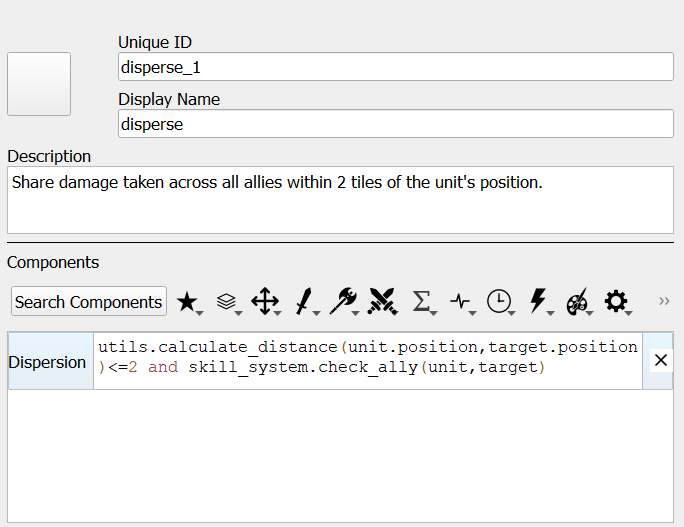 Unique ID
disperse_1
Display Name
disperse
Description
Share damage taken across all allies within 2 tiles of the unit's position.
Components
Search Components
Dispersion
utils.calculate_distance(unit.position,target.position
)<=2 and skill_system.check_ally(unit,target)